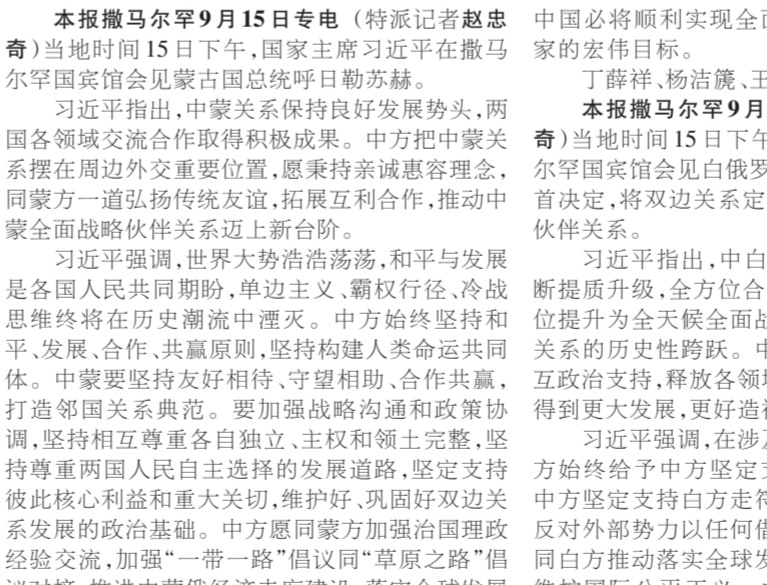 本报撒马尔罕9月15日专电（特派记者赵忠
奇）当地时间15日下午，国家主席习近平在撒马
尔罕国宾馆会见蒙古国总统呼日勒苏赫。
习近平指出，中蒙关系保持良好发展势头，两
国各领域交流合作取得积极成果。中方把中蒙关
系摆在周边外交重要位置，愿秉持亲诚惠容理念，
同蒙方一道弘扬传统友谊，拓展互利合作，推动中
蒙全面战略伙伴关系迈上新台阶。
习近平强调，世界大势浩浩荡荡，和平与发展
是各国人民共同期盼，单边主义、霸权行径、冷战
思维终将在历史潮流中湮灭。中方始终坚持和
平、发展、合作、共赢原则，坚持构建人类命运共同
体。中蒙要坚持友好相待、守望相助、合作共赢，
打造邻国关系典范。要加强战略沟通和政策协
调，坚持相互尊重各自独立、主权和领土完整，坚
持尊重两国人民自主选择的发展道路，坚定支持
彼此核心利益和重大关切，维护好、巩固好双边关
系发展的政治基础。中方愿同蒙方加强治国理政
经验交流，加强“一带一路”倡议同“草原之路”倡
中国必将顺利实现全面
家的宏伟目标。
丁薛祥、杨洁篪、王
本报撒马尔罕9月
奇）当地时间15日下午
尔罕国宾馆会见白俄罗
首决定，将双边关系定
伙伴关系。
习近平指出，中白
断提质升级，全方位合
位提升为全天候全面战
关系的历史性跨越。中
互政治支持，释放各领域
得到更大发展，更好造福
习近平强调，在涉及
方始终给予中方坚定支
中方坚定支持白方走符
反对外部势力以任何借
同白方推动落实全球发